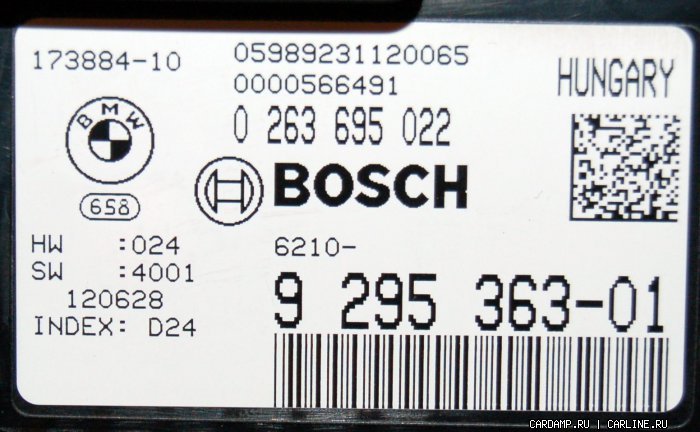 173884-10
05989231120065
0000566491
HUNGARY
0 263 695 022
BMW
BOSCH
658
HW :024
SW :4001
120628
INDEX: D24
6210-
9 295 363-01
CARDAMP.RU | CARLINE.RU